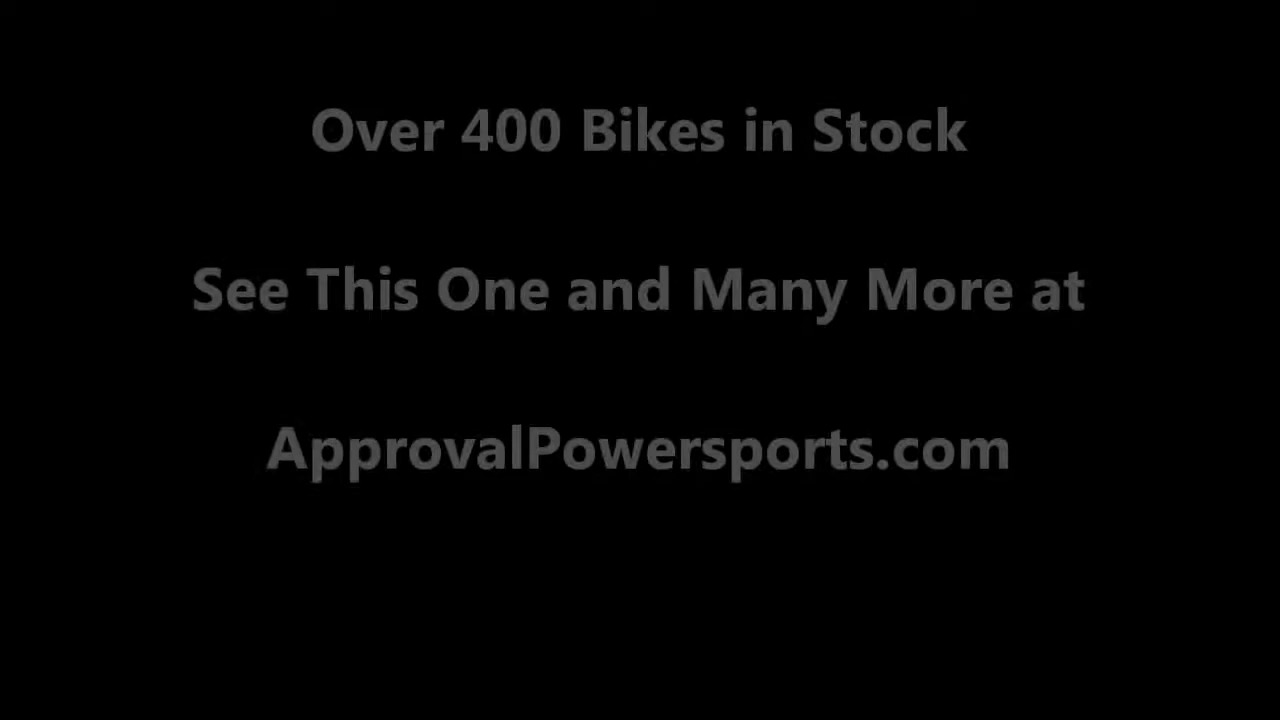 Over 400 Bikes in Stock
See This One and Many More at
ApprovalPowersports.com